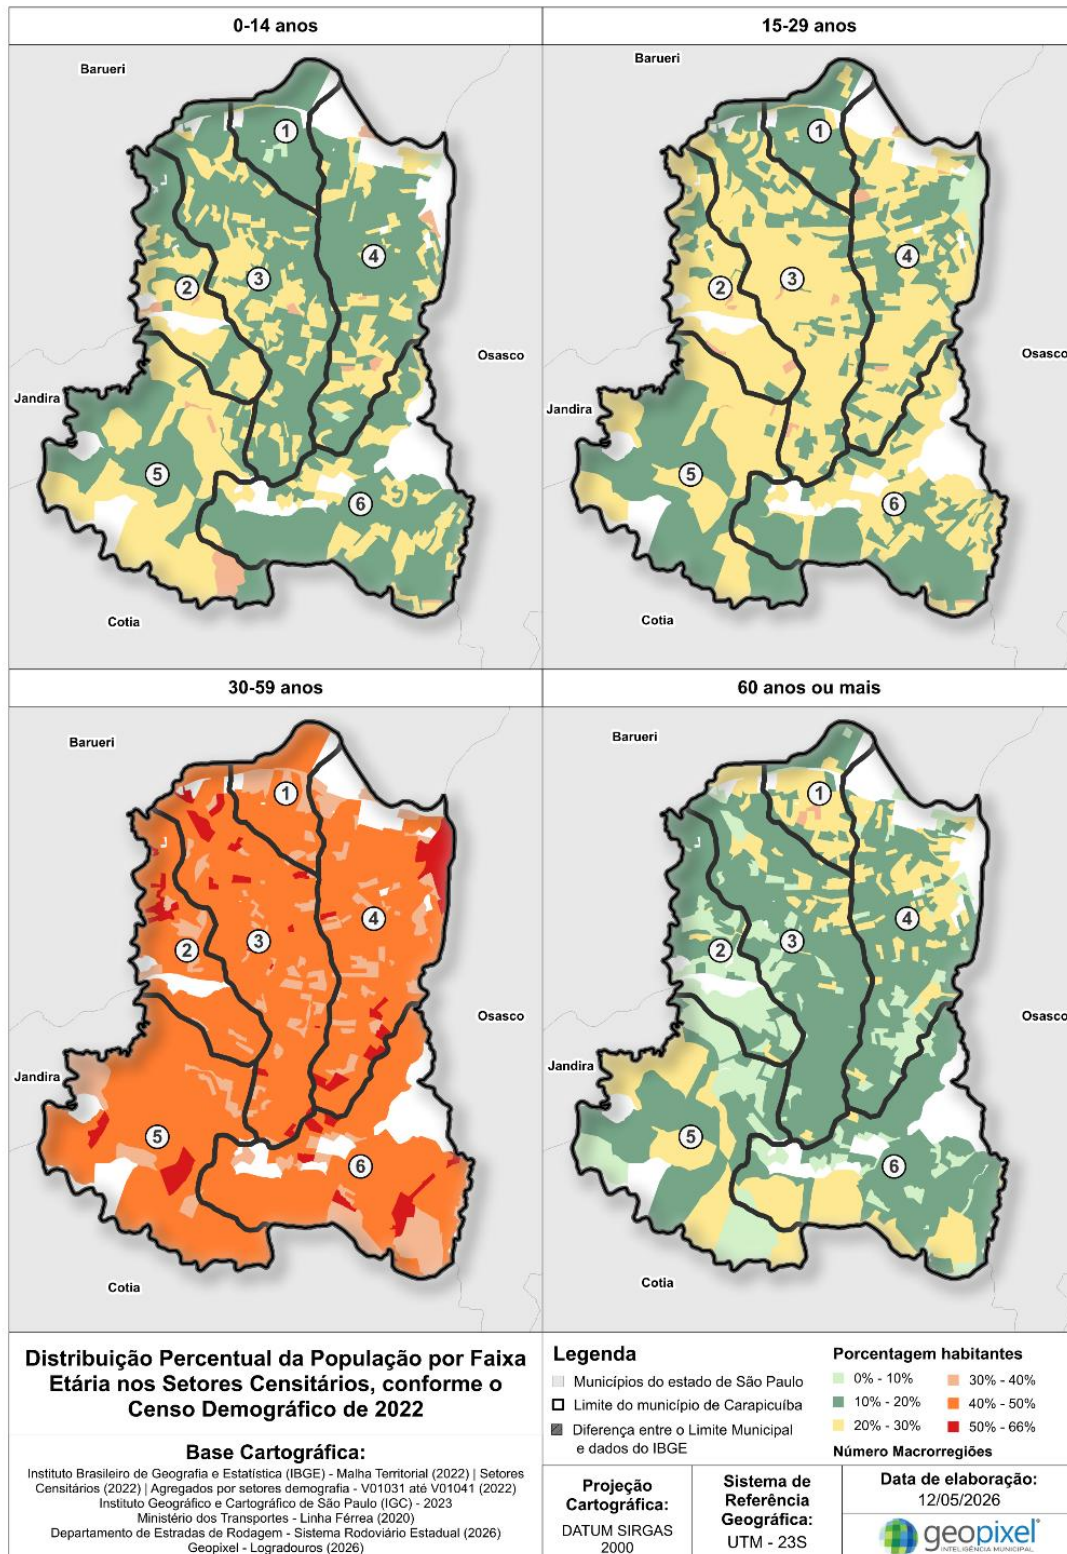 0-14 anos
15-29 anos
Barueri
1
2
3
4
5
6
Osasco
Jandira
Cotia
Barueri
1
2
3
4
5
6
Osasco
Jandira
Cotia
30-59 anos
60 anos ou mais
Barueri
1
2
3
4
5
6
Osasco
Jandira
Cotia
Barueri
1
2
3
4
5
6
Osasco
Jandira
Cotia
Distribuição Percentual da População por Faixa
Etária nos Setores Censitários, conforme o
Censo Demográfico de 2022
Base Cartográfica:
Instituto Brasileiro de Geografia e Estatística (IBGE) - Malha Territorial (2022) | Setores
Censitários (2022) | Agregados por setores demografia - V01031 até V01041 (2022)
Instituto Geográfico e Cartográfico de São Paulo (IGC) - 2023
Ministério dos Transportes - Linha Férrea (2020)
Departamento de Estradas de Rodagem - Sistema Rodoviário Estadual (2026)
Geopixel - Logradouros (2026)
Legenda
Municípios do estado de São Paulo
Limite do município de Carapicuíba
Diferença entre o Limite Municipal
e dados do IBGE
Porcentagem habitantes
0% - 10%
10% - 20%
20% - 30%
30% - 40%
40% - 50%
50% - 66%
Número Macrorregiões
Projeção
Cartográfica:
DATUM SIRGAS
2000
Sistema de
Referência
Geográfica:
UTM - 23S
Data de elaboração:
12/05/2026
geopixel
INTELIGÊNCIA MUNICIPAL